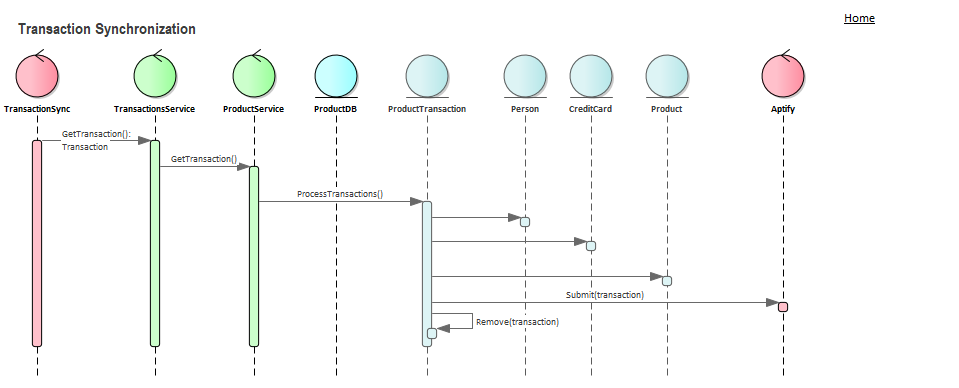 Home
Transaction Synchronization
TransactionSync
TransactionsService
ProductService
ProductDB
ProductTransaction
Person
CreditCard
Product
Aptify
GetTransaction():
Transaction
GetTransaction()
ProcessTransactions()
Submit(transaction)
Remove(transaction)